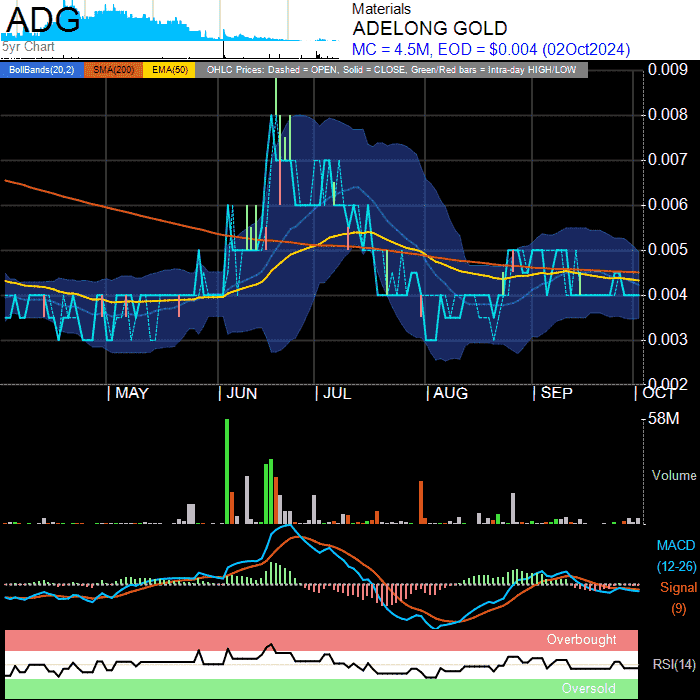 ADG
5yr Chart
Materials
ADELONG GOLD
MC = 4.5M, EOD = $0.004 (02Oct2024)
BollBands(20,2) SMA(200) EMA(50) OHLC Prices: Dashed = OPEN, Solid = CLOSE, Green/Red bars = Intra-day HIGH/LOW
0.009
0.008
0.007
0.006
0.005
0.004
0.003
0.002
MAY JUN JUL AUG SEP OCT
58M
Volume
MACD
(12-26)
Signal
(9)
Overbought
RSI(14)
Oversold